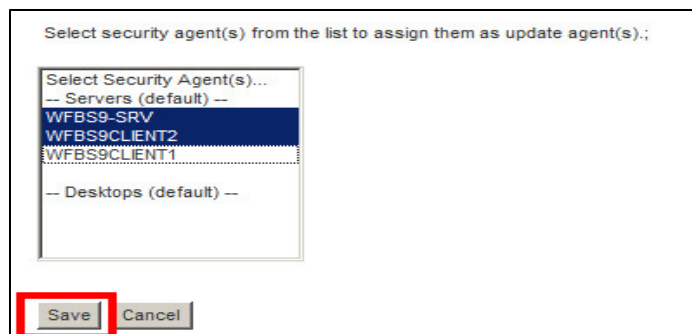 Select security agent(s) from the list to assign them as update agent(s).;
Select Security Agent(s)...
-- Servers (default) --
WFBS9-SRV
WFBS9CLIENT2
WFBS9CLIENT1
-- Desktops (default) --
Save Cancel